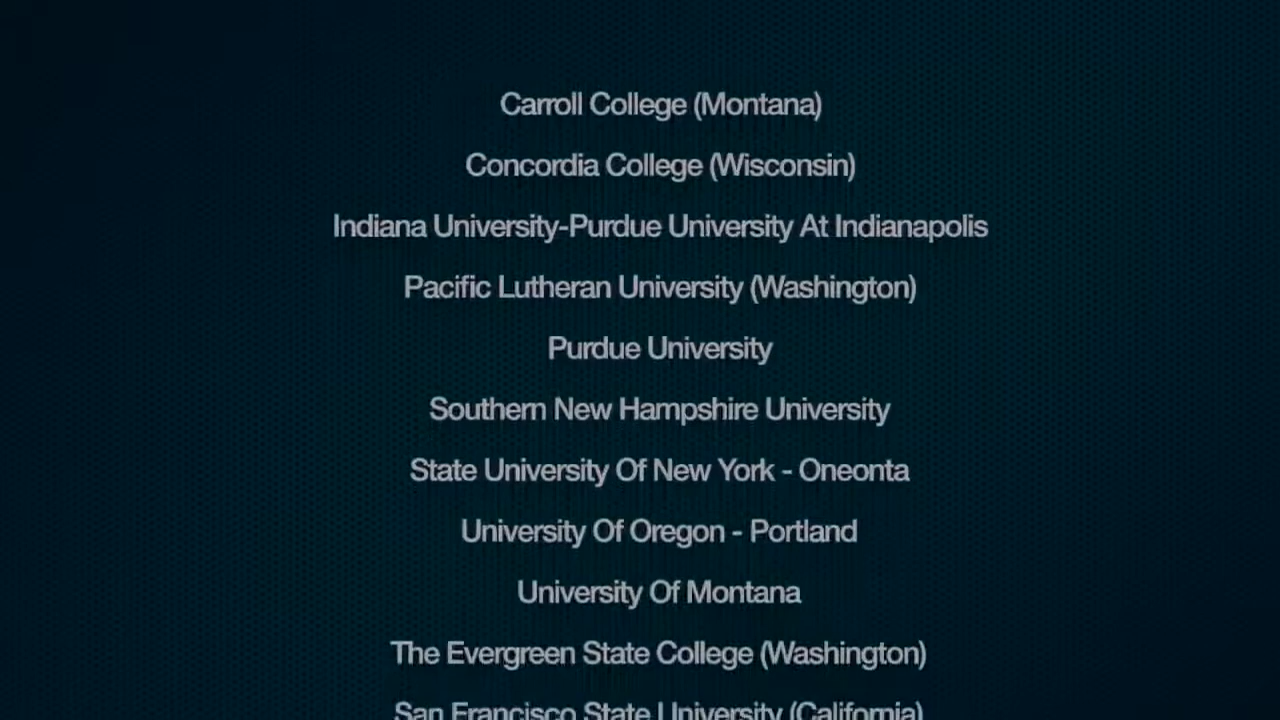 Carroll College (Montana)
Concordia College (Wisconsin)
Indiana University-Purdue University At Indianapolis
Pacific Lutheran University (Washington)
Purdue University
Southern New Hampshire University
State University Of New York - Oneonta
University Of Oregon - Portland
University Of Montana
The Evergreen State College (Washington)
San Francisco State University (California)